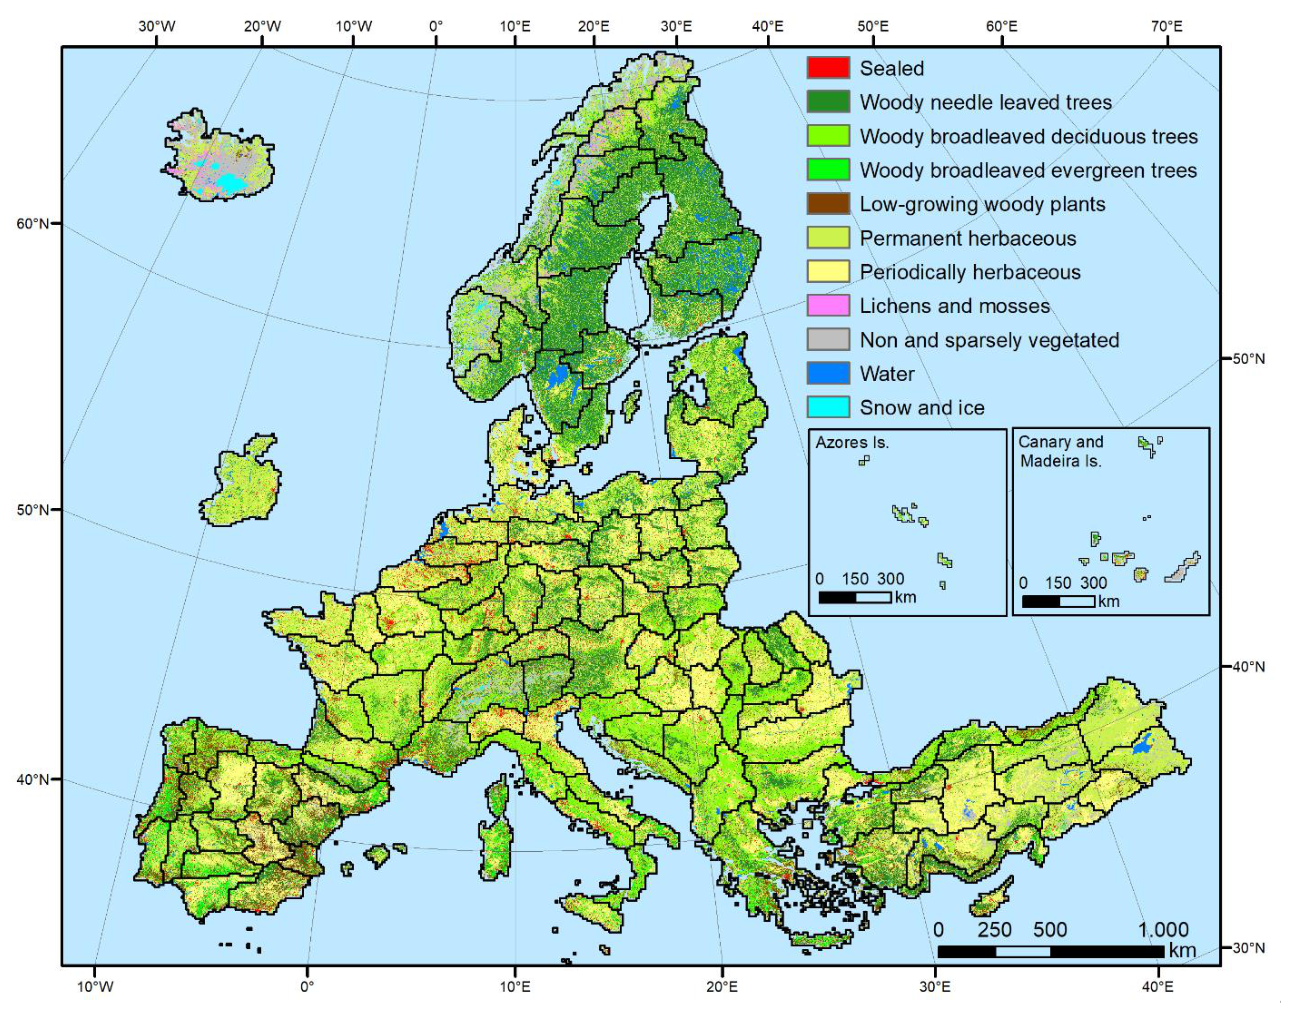 30°W 20°W 10°W 0° 10°E 20°E 30°E 40°E 50°E 60°E 70°E
Sealed
Woody needle leaved trees
Woody broadleaved deciduous trees
Woody broadleaved evergreen trees
Low-growing woody plants
60°N
Permanent herbaceous
Periodically herbaceous
Lichens and mosses
Non and sparsely vegetated
50°N
Water
Snow and ice
Azores Is.
Canary and
Madeira Is.
50°N
0 150 300
km
0 150 300
km
40°N
40°N
0 250 500 1.000
km
30°N
10°W 0° 10°E 20°E 30°E 40°E